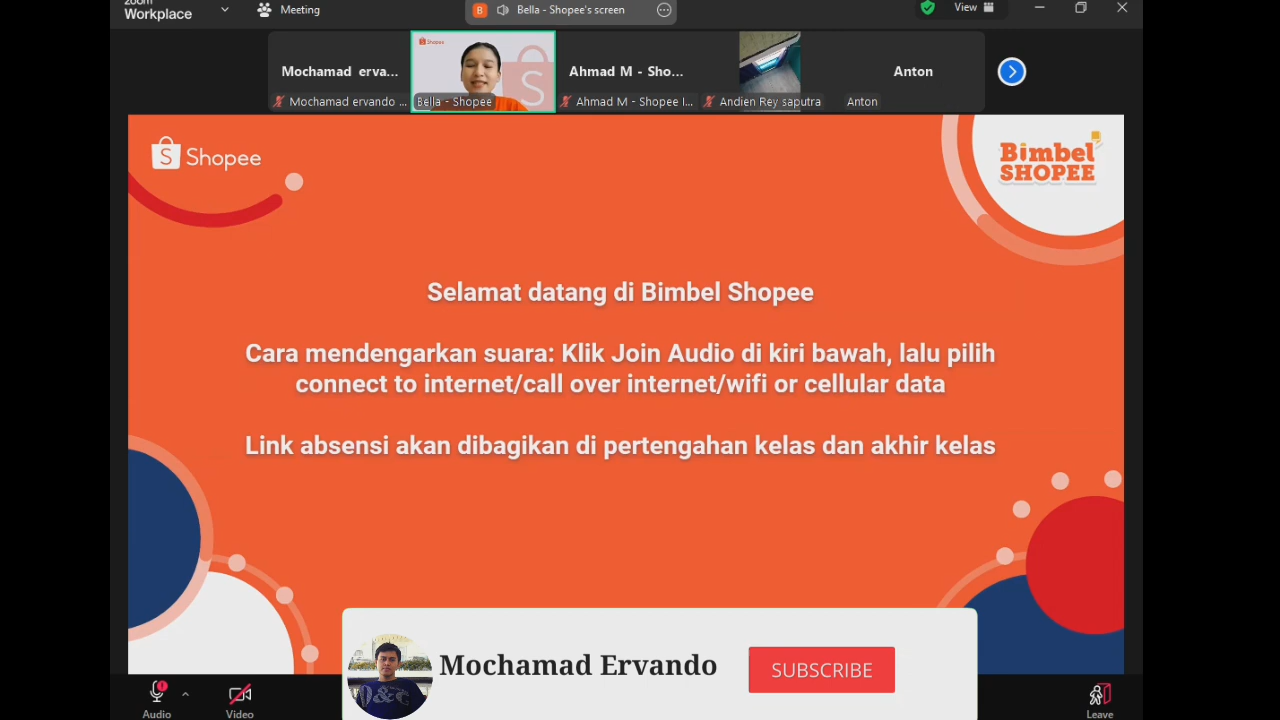 zoom
Workplace
Meeting
B
Bella - Shopee's screen
View
Mochamad erva...
Ahmad M - Sho...
Anton
Shopee
S
Mochamad ervando ...
Bella - Shopee
Ahmad M - Shopee I...
Andien Rey saputra
Anton
S Shopee
Bimbel
SHOPEE
Selamat datang di Bimbel Shopee
Cara mendengarkan suara: Klik Join Audio di kiri bawah, lalu pilih
connect to internet/call over internet/wifi or cellular data
Link absensi akan dibagikan di pertengahan kelas dan akhir kelas
Mochamad Ervando
SUBSCRIBE
Audio
Video
Leave